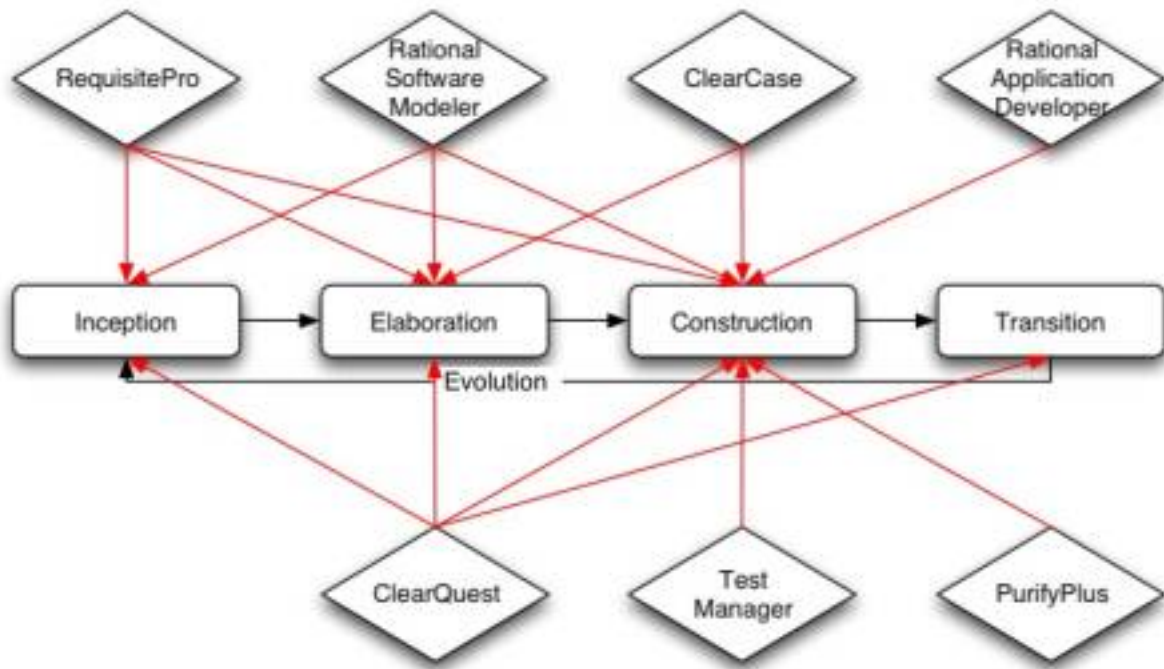 RequisitePro
Rational
Software
Modeler
ClearCase
Rational
Application
Developer
Inception
Elaboration
Construction
Transition
Evolution
ClearQuest
Test
Manager
PurifyPlus